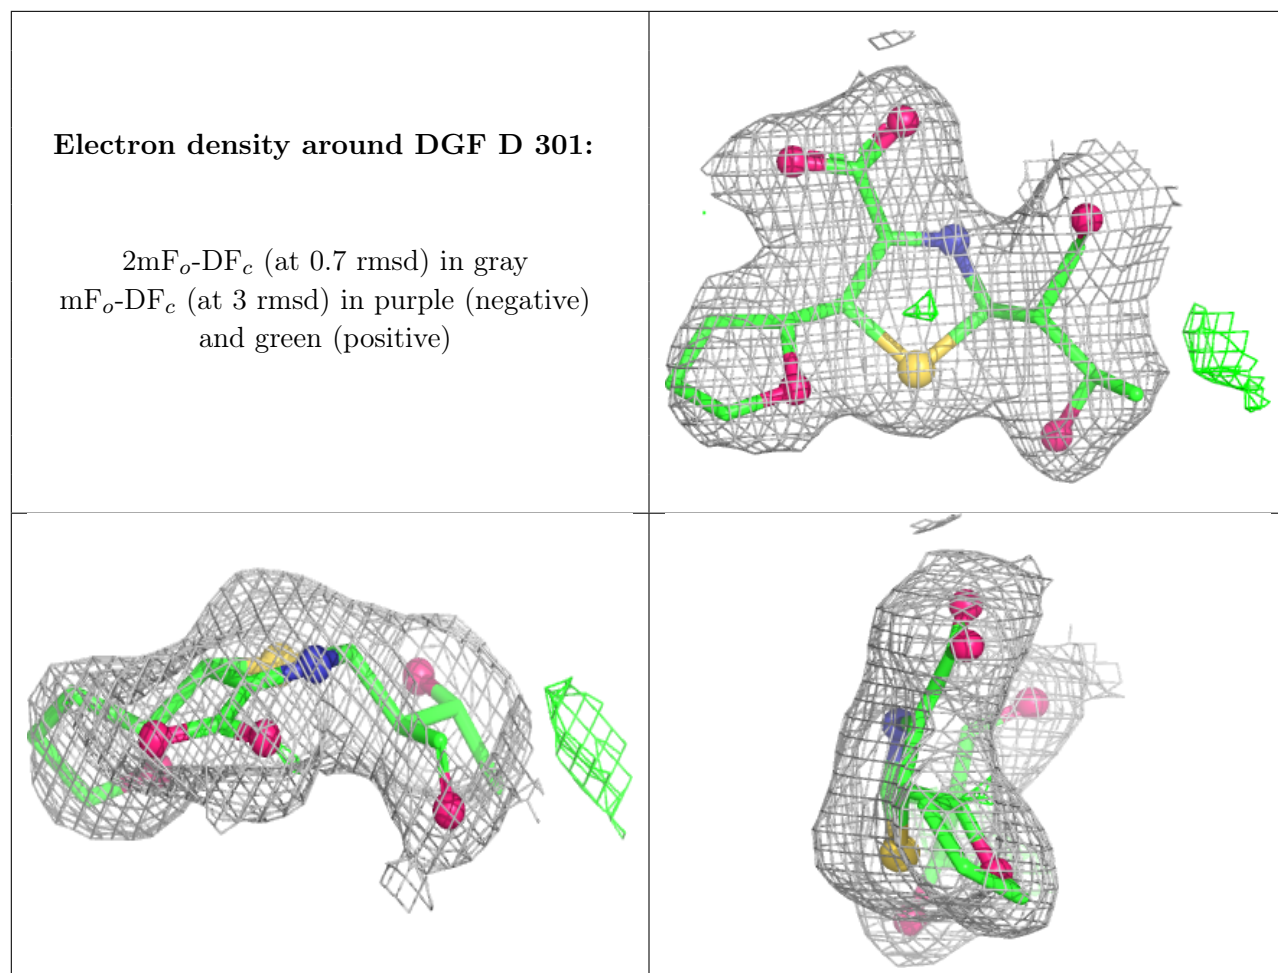 Electron density around DGF D 301:
2mFₒ-DF𝒸 (at 0.7 rmsd) in gray
mFₒ-DF𝒸 (at 3 rmsd) in purple (negative)
and green (positive)